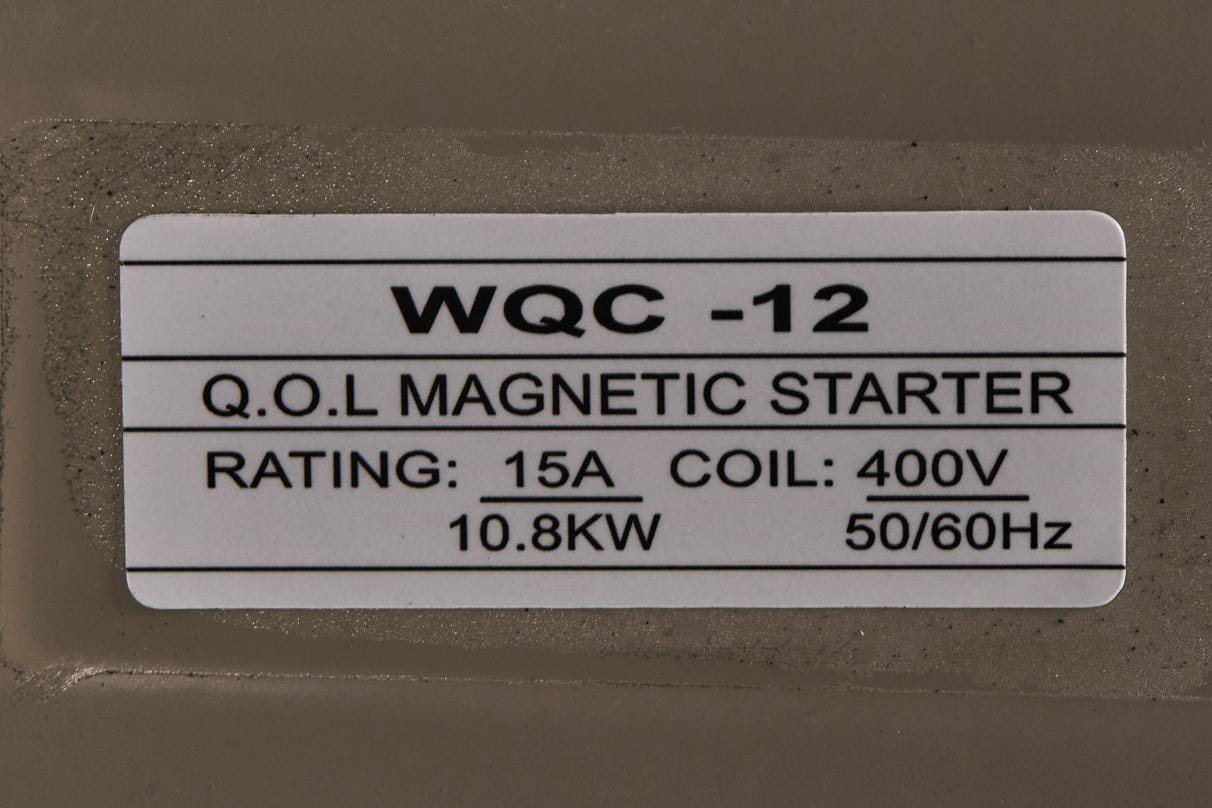 WQC -12
Q.O.L MAGNETIC STARTER
RATING: 15A COIL: 400V
10.8KW 50/60Hz